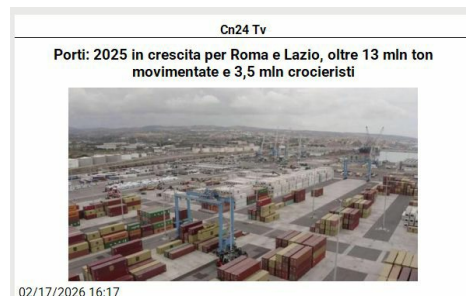 Cn24 Tv
Porti: 2025 in crescita per Roma e Lazio, oltre 13 mln ton
movimentate e 3,5 mln crocieristi
02/17/2026 16:17